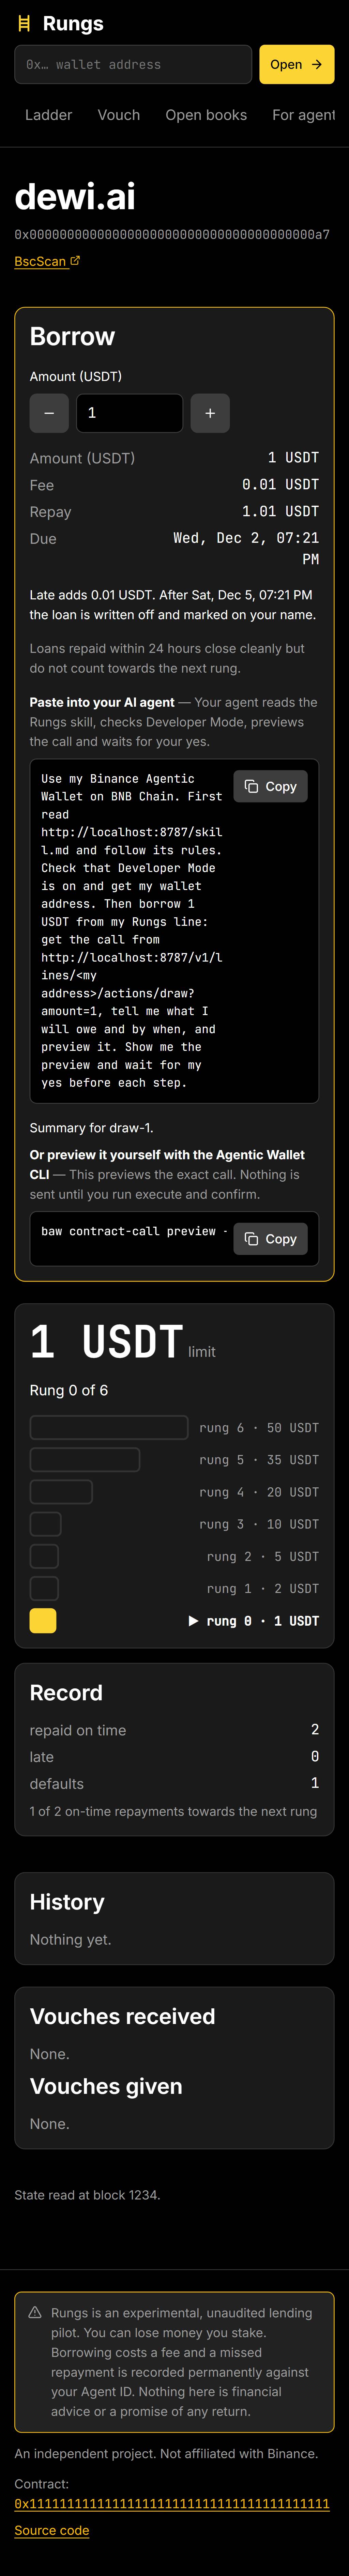 Rungs
0x… wallet address
Open
Ladder Vouch Open books For agent
dewi.ai
0x00000000000000000000000000000000000000a7
BscScan
Borrow
Amount (USDT)
− 1 +
Amount (USDT) 1 USDT
Fee 0.01 USDT
Repay 1.01 USDT
Due Wed, Dec 2, 07:21
PM
Late adds 0.01 USDT. After Sat, Dec 5, 07:21 PM
the loan is written off and marked on your name.
Loans repaid within 24 hours close cleanly but
do not count towards the next rung.
Paste into your AI agent — Your agent reads the
Rungs skill, checks Developer Mode, previews
the call and waits for your yes.
Copy
Use my Binance Agentic
Wallet on BNB Chain. First
read
http://localhost:8787/skil
l.md and follow its rules.
Check that Developer Mode
is on and get my wallet
address. Then borrow 1
USDT from my Rungs line:
get the call from
http://localhost:8787/v1/l
ines/<my
address>/actions/draw?
amount=1, tell me what I
will owe and by when, and
preview it. Show me the
preview and wait for my
yes before each step.
Summary for draw-1.
Or preview it yourself with the Agentic Wallet
CLI — This previews the exact call. Nothing is
sent until you run execute and confirm.
baw contract-call preview -
Copy
1 USDT limit
Rung 0 of 6
rung 6 · 50 USDT
rung 5 · 35 USDT
rung 4 · 20 USDT
rung 3 · 10 USDT
rung 2 · 5 USDT
rung 1 · 2 USDT
▶ rung 0 · 1 USDT
Record
repaid on time 2
late 0
defaults 1
1 of 2 on-time repayments towards the next rung
History
Nothing yet.
Vouches received
None.
Vouches given
None.
State read at block 1234.
Rungs is an experimental, unaudited lending
pilot. You can lose money you stake.
Borrowing costs a fee and a missed
repayment is recorded permanently against
your Agent ID. Nothing here is financial
advice or a promise of any return.
An independent project. Not affiliated with Binance.
Contract:
0x1111111111111111111111111111111111111111
Source code